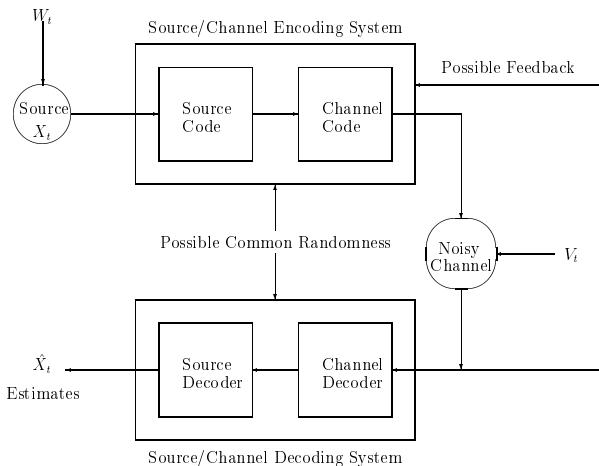 W_t
Source/Channel Encoding System
Possible Feedback
Source
X_t
Source
Code
Channel
Code
Possible Common Randomness
Noisy
Channel
V_t
X̂_t
Estimates
Source
Decoder
Channel
Decoder
Source/Channel Decoding System